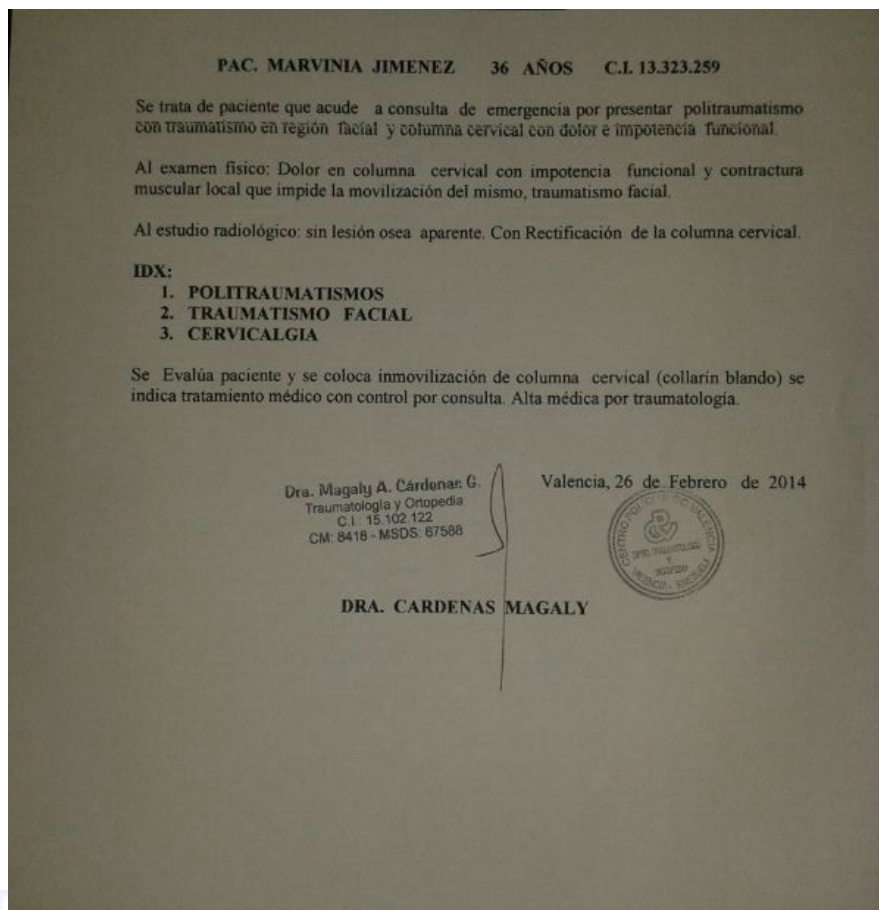 PAC. MARVINIA JIMENEZ 36 AÑOS C.I. 13.323.259
Se trata de paciente que acude a consulta de emergencia por presentar politraumatismo
con traumatismo en región facial y columna cervical con dolor e impotencia funcional.
Al examen físico: Dolor en columna cervical con impotencia funcional y contractura
muscular local que impide la movilización del mismo, traumatismo facial.
Al estudio radiológico: sin lesión osea aparente. Con Rectificación de la columna cervical.
IDX:
1. POLITRAUMATISMOS
2. TRAUMATISMO FACIAL
3. CERVICALGIA
Se Evalúa paciente y se coloca inmovilización de columna cervical (collarin blando) se
indica tratamiento médico con control por consulta. Alta médica por traumatología.
Valencia, 26 de Febrero de 2014
Dra. Magaly A. Cárdenas G.
Traumatología y Ortopedia
C.I.: 15.102.122
CM: 8418 - MSDS: 67588
CENTRO VALENCIA
VALENCIA - VENEZUELA
DRA. CARDENAS MAGALY